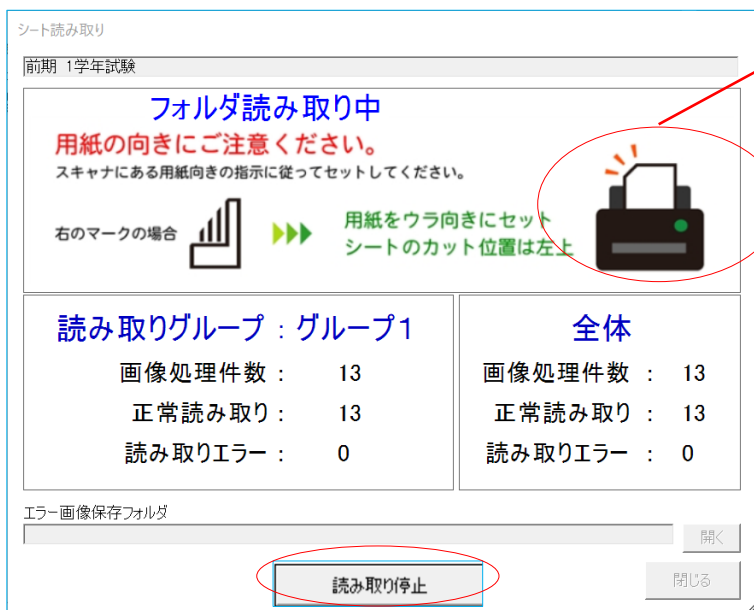 シート読み取り
前期 1学年試験
フォルダ読み取り中
用紙の向きにご注意ください。
スキャナにある用紙向きの指示に従ってセットしてください。
右のマークの場合
用紙をウラ向きにセット
シートのカット位置は左上
読み取りグループ : グループ1
画像処理件数 : 13
正常読み取り : 13
読み取りエラー : 0
全体
画像処理件数 : 13
正常読み取り : 13
読み取りエラー : 0
エラー画像保存フォルダ
開く
読み取り停止
閉じる